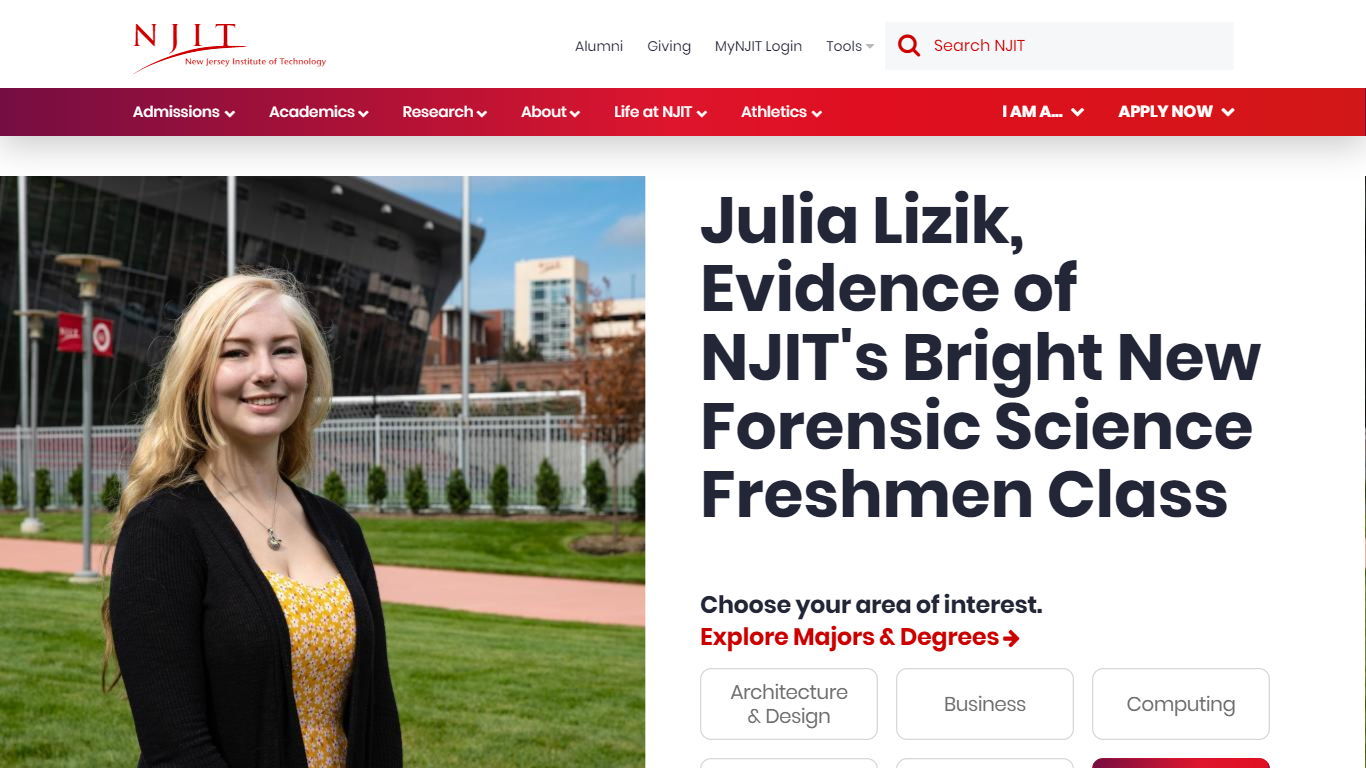 NJIT
New Jersey Institute of Technology
Alumni
Giving
MyNJIT Login
Tools
Search NJIT
Admissions
Academics
Research
About
Life at NJIT
Athletics
I AM A...
APPLY NOW
Julia Lizik,
Evidence of
NJIT's Bright New
Forensic Science
Freshmen Class
Choose your area of interest.
Explore Majors & Degrees
Architecture
& Design
Business
Computing